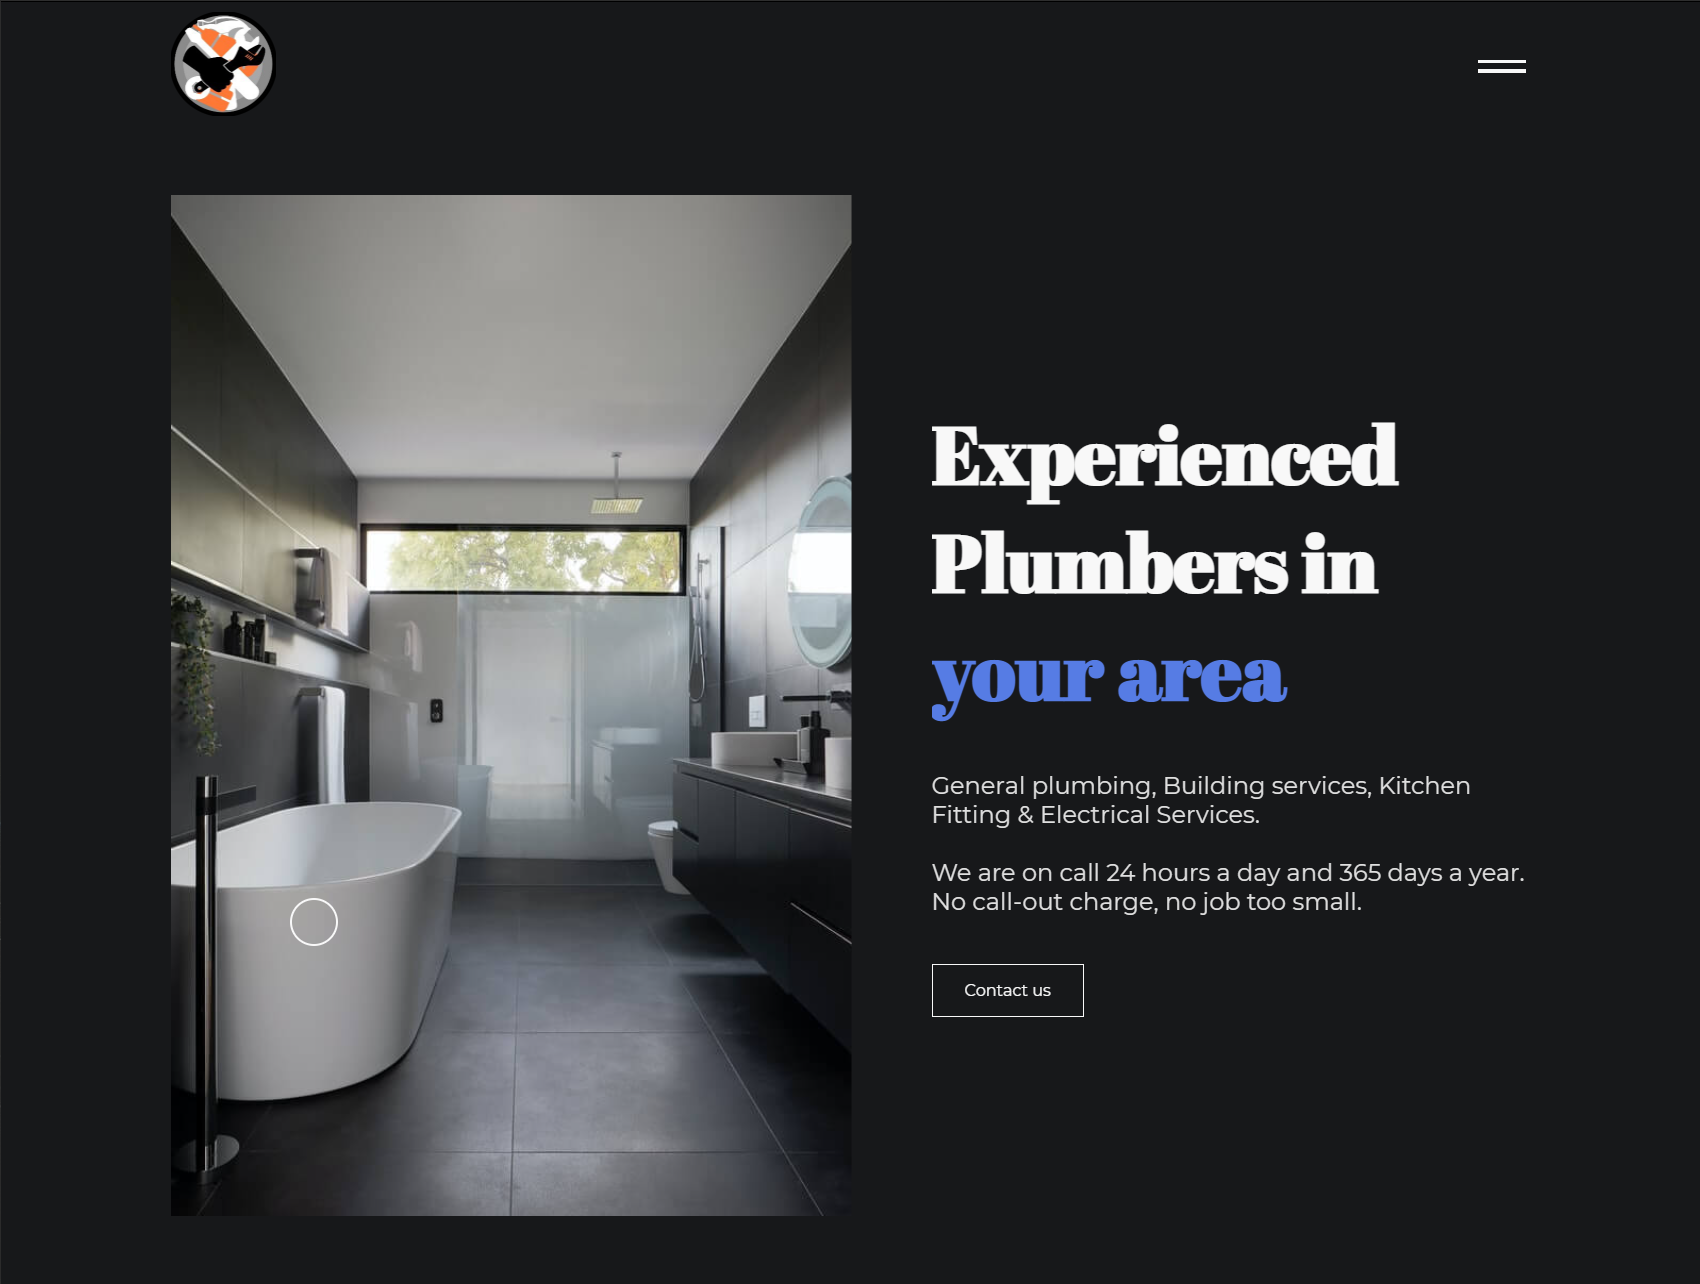 Experienced
Plumbers in
your area
General plumbing, Building services, Kitchen
Fitting & Electrical Services.
We are on call 24 hours a day and 365 days a year.
No call-out charge, no job too small.
Contact us